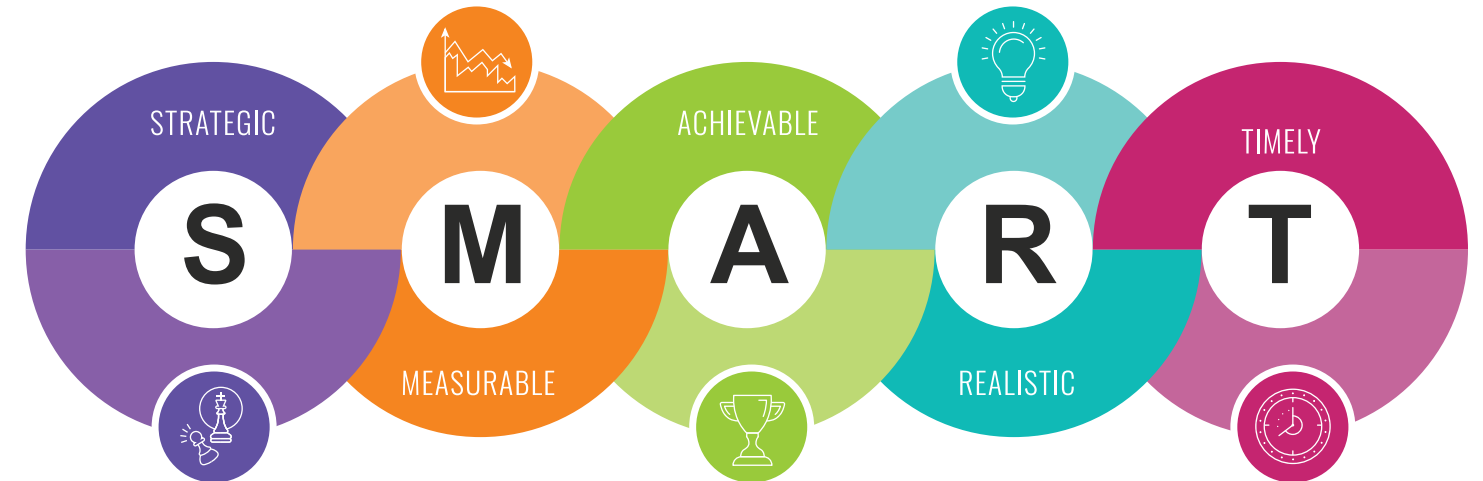 STRATEGIC
ACHIEVABLE
TIMELY
S M A R T
MEASURABLE
REALISTIC